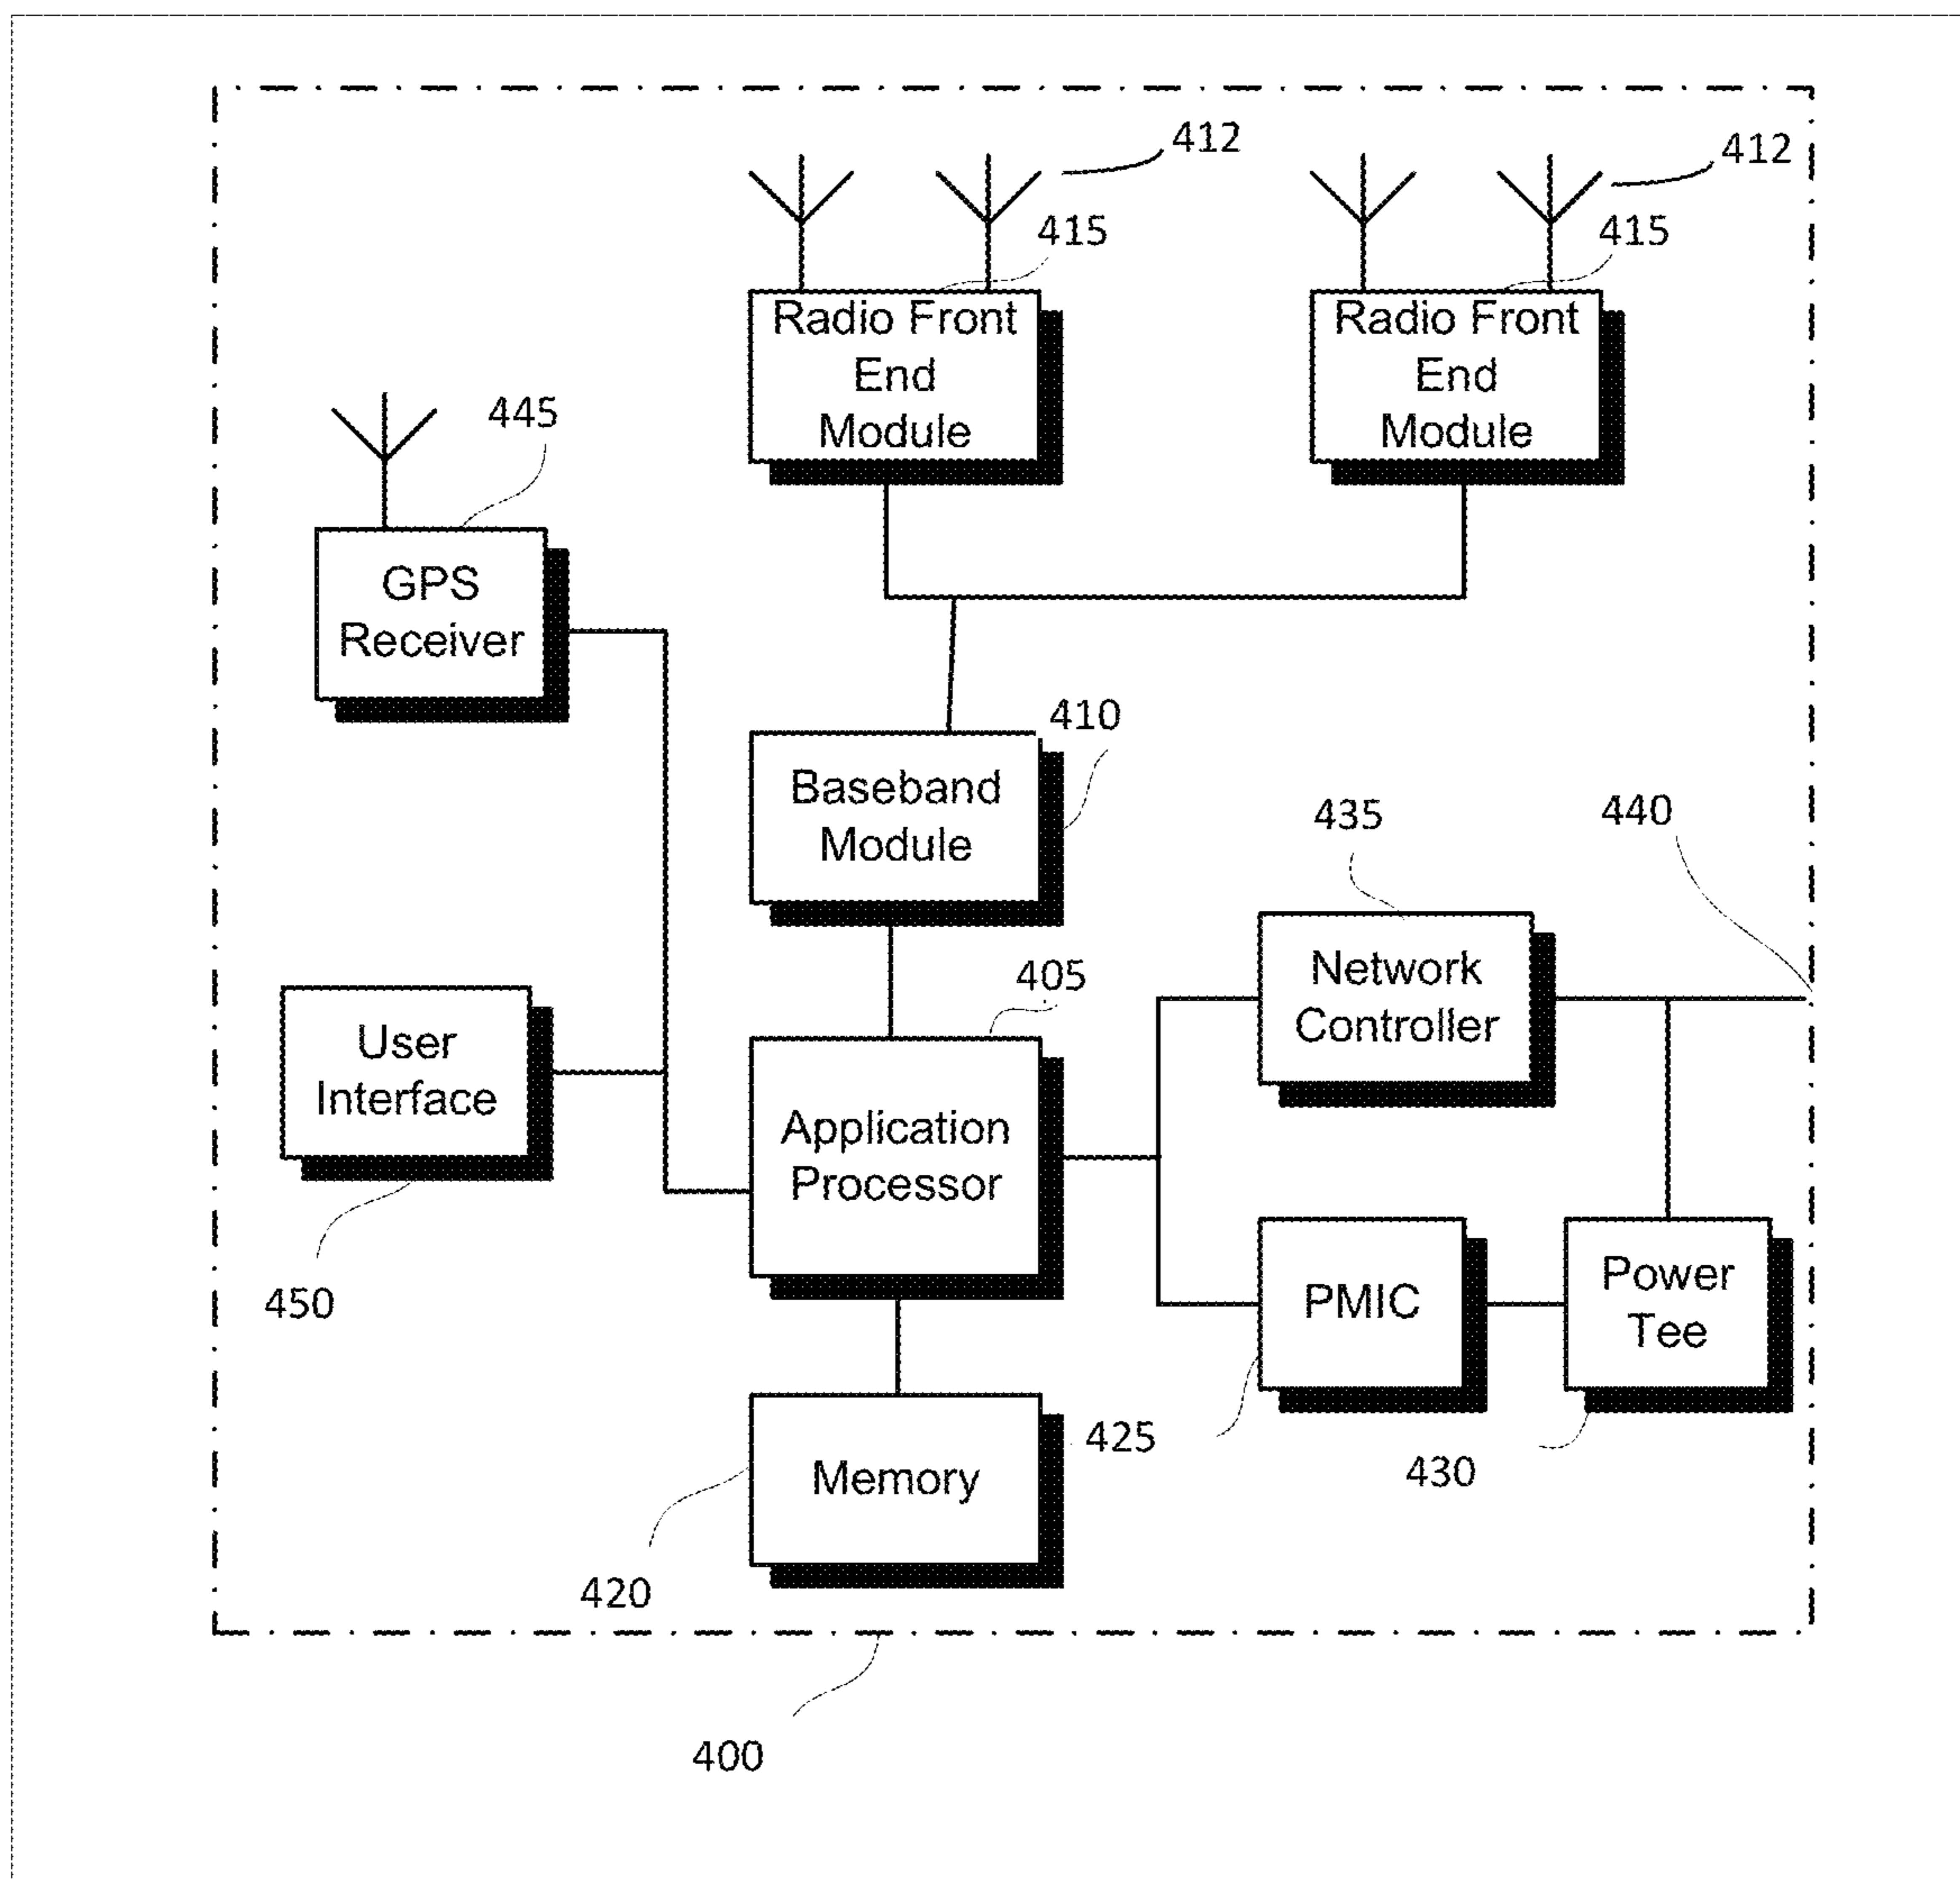 412
412
415
415
Radio Front
End
Module
Radio Front
End
Module
445
GPS
Receiver
410
Baseband
Module
435
440
Network
Controller
405
User
Interface
Application
Processor
450
PMIC
Power
Tee
425
430
Memory
420
400